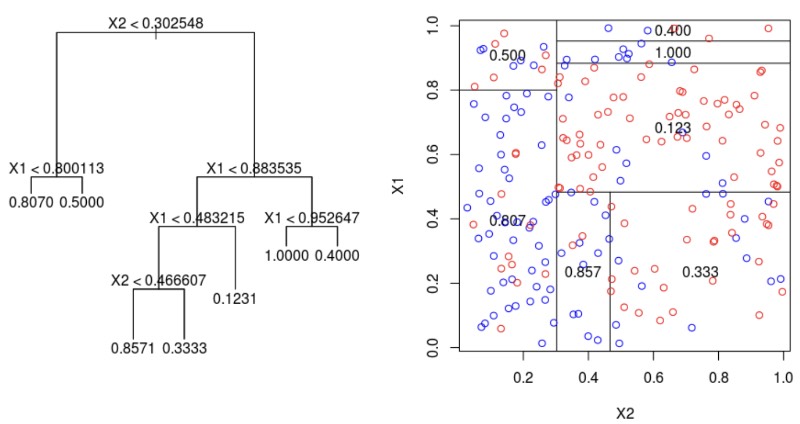 X2 < 0.302548
X1 < 0.800113
X1 < 0.883535
0.8070 0.5000
X1 < 0.483215
X1 < 0.952647
1.0000 0.4000
X2 < 0.466607
0.1231
0.8571 0.3333
1.0
0.8
0.6
0.4
0.2
0.0
X1
0.400
0.500
1.000
0.123
0.807
0.857
0.333
0.2
0.4
0.6
0.8
1.0
X2